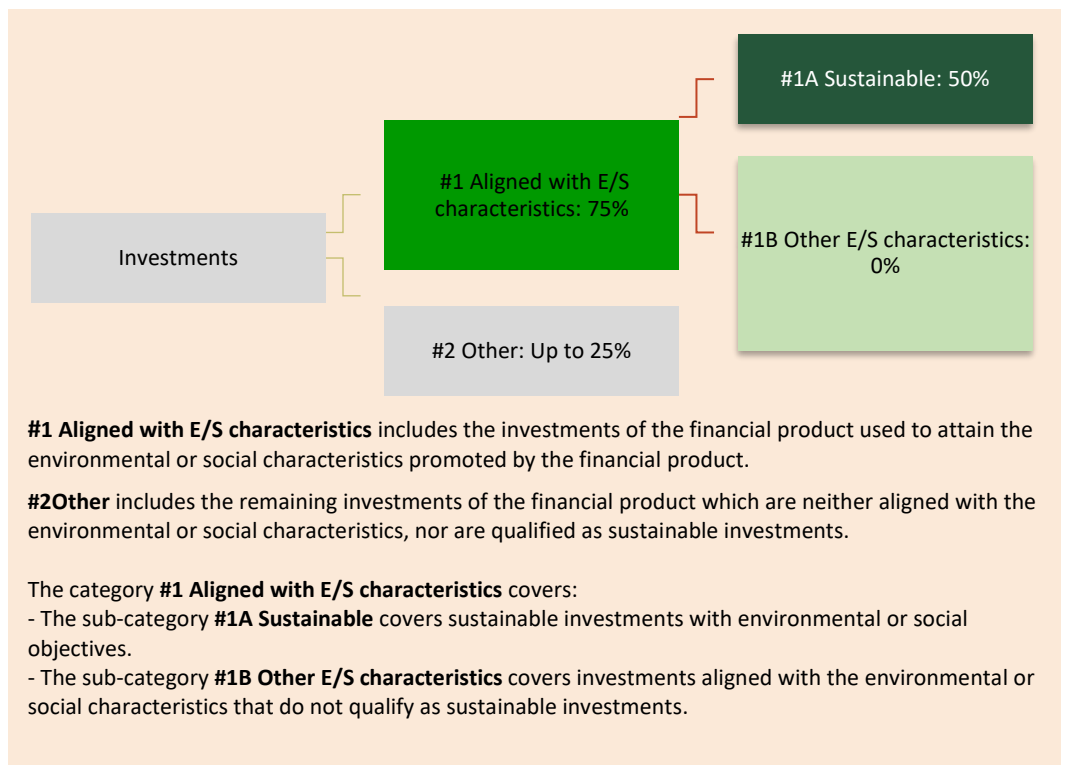 #1A Sustainable: 50%
#1 Aligned with E/S
characteristics: 75%
#1B Other E/S characteristics:
0%
Investments
#2 Other: Up to 25%
#1 Aligned with E/S characteristics includes the investments of the financial product used to attain the
environmental or social characteristics promoted by the financial product.
#2Other includes the remaining investments of the financial product which are neither aligned with the
environmental or social characteristics, nor are qualified as sustainable investments.
The category #1 Aligned with E/S characteristics covers:
- The sub-category #1A Sustainable covers sustainable investments with environmental or social
objectives.
- The sub-category #1B Other E/S characteristics covers investments aligned with the environmental or
social characteristics that do not qualify as sustainable investments.